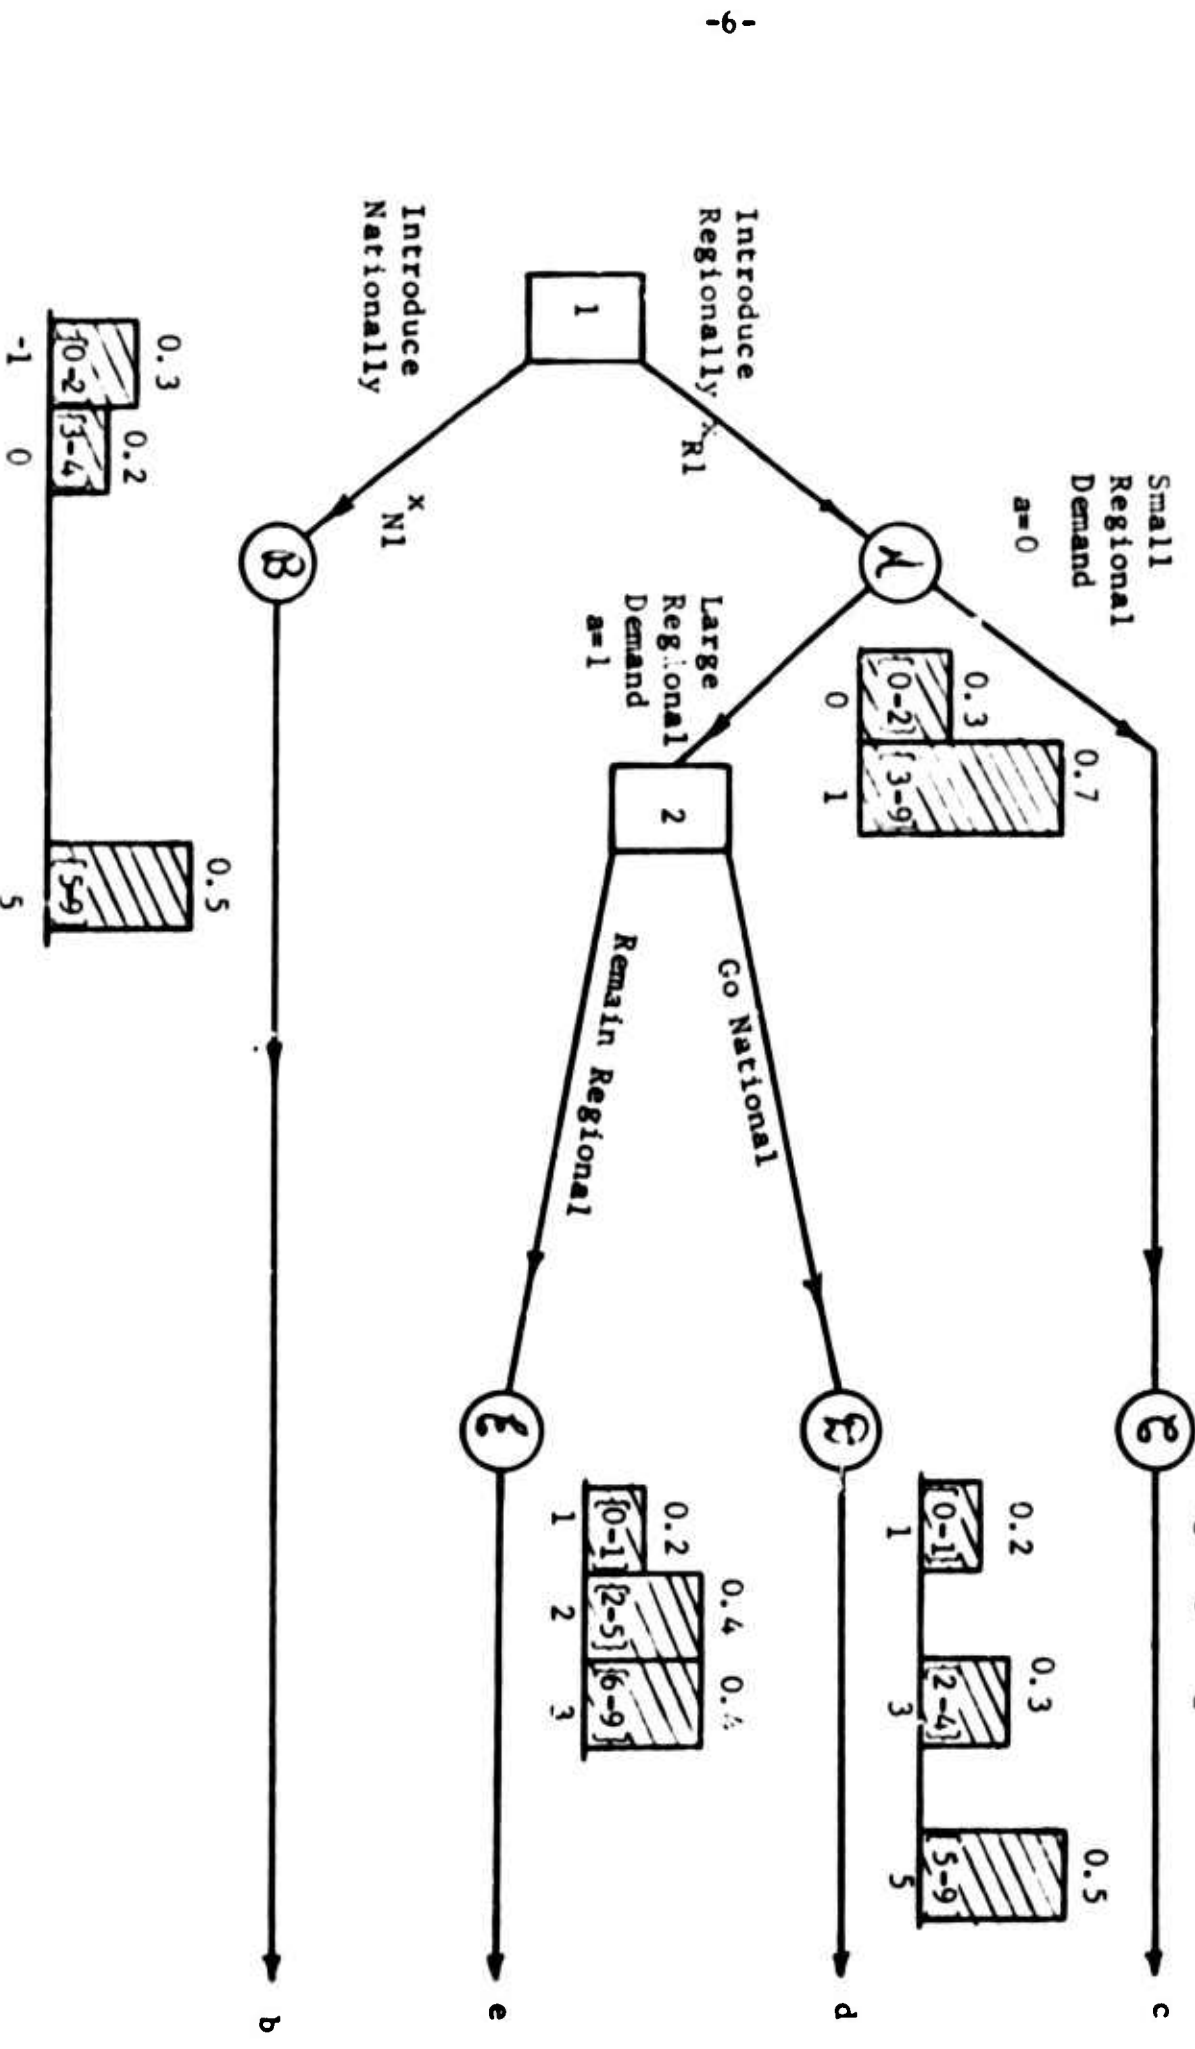 -9-
Small
Regional
Demand
a=0
Introduce
Regionally
x
R1
1
Introduce
Nationally
x
N1
Large
Regional
Demand
a=1
0.3
0.7
{0-2}
{3-9}
0
1
2
Go National
Remain Regional
c
0.2
0.3
0.5
{0-1}
{2-4}
5-9
1
3
5
d
0.2
0.4
0.4
{0-1}
{2-5}
{6-9}
1
2
3
e
B
b
0.3
0.2
0.5
{0-2
{3-4}
{5-9}
-1
0
5